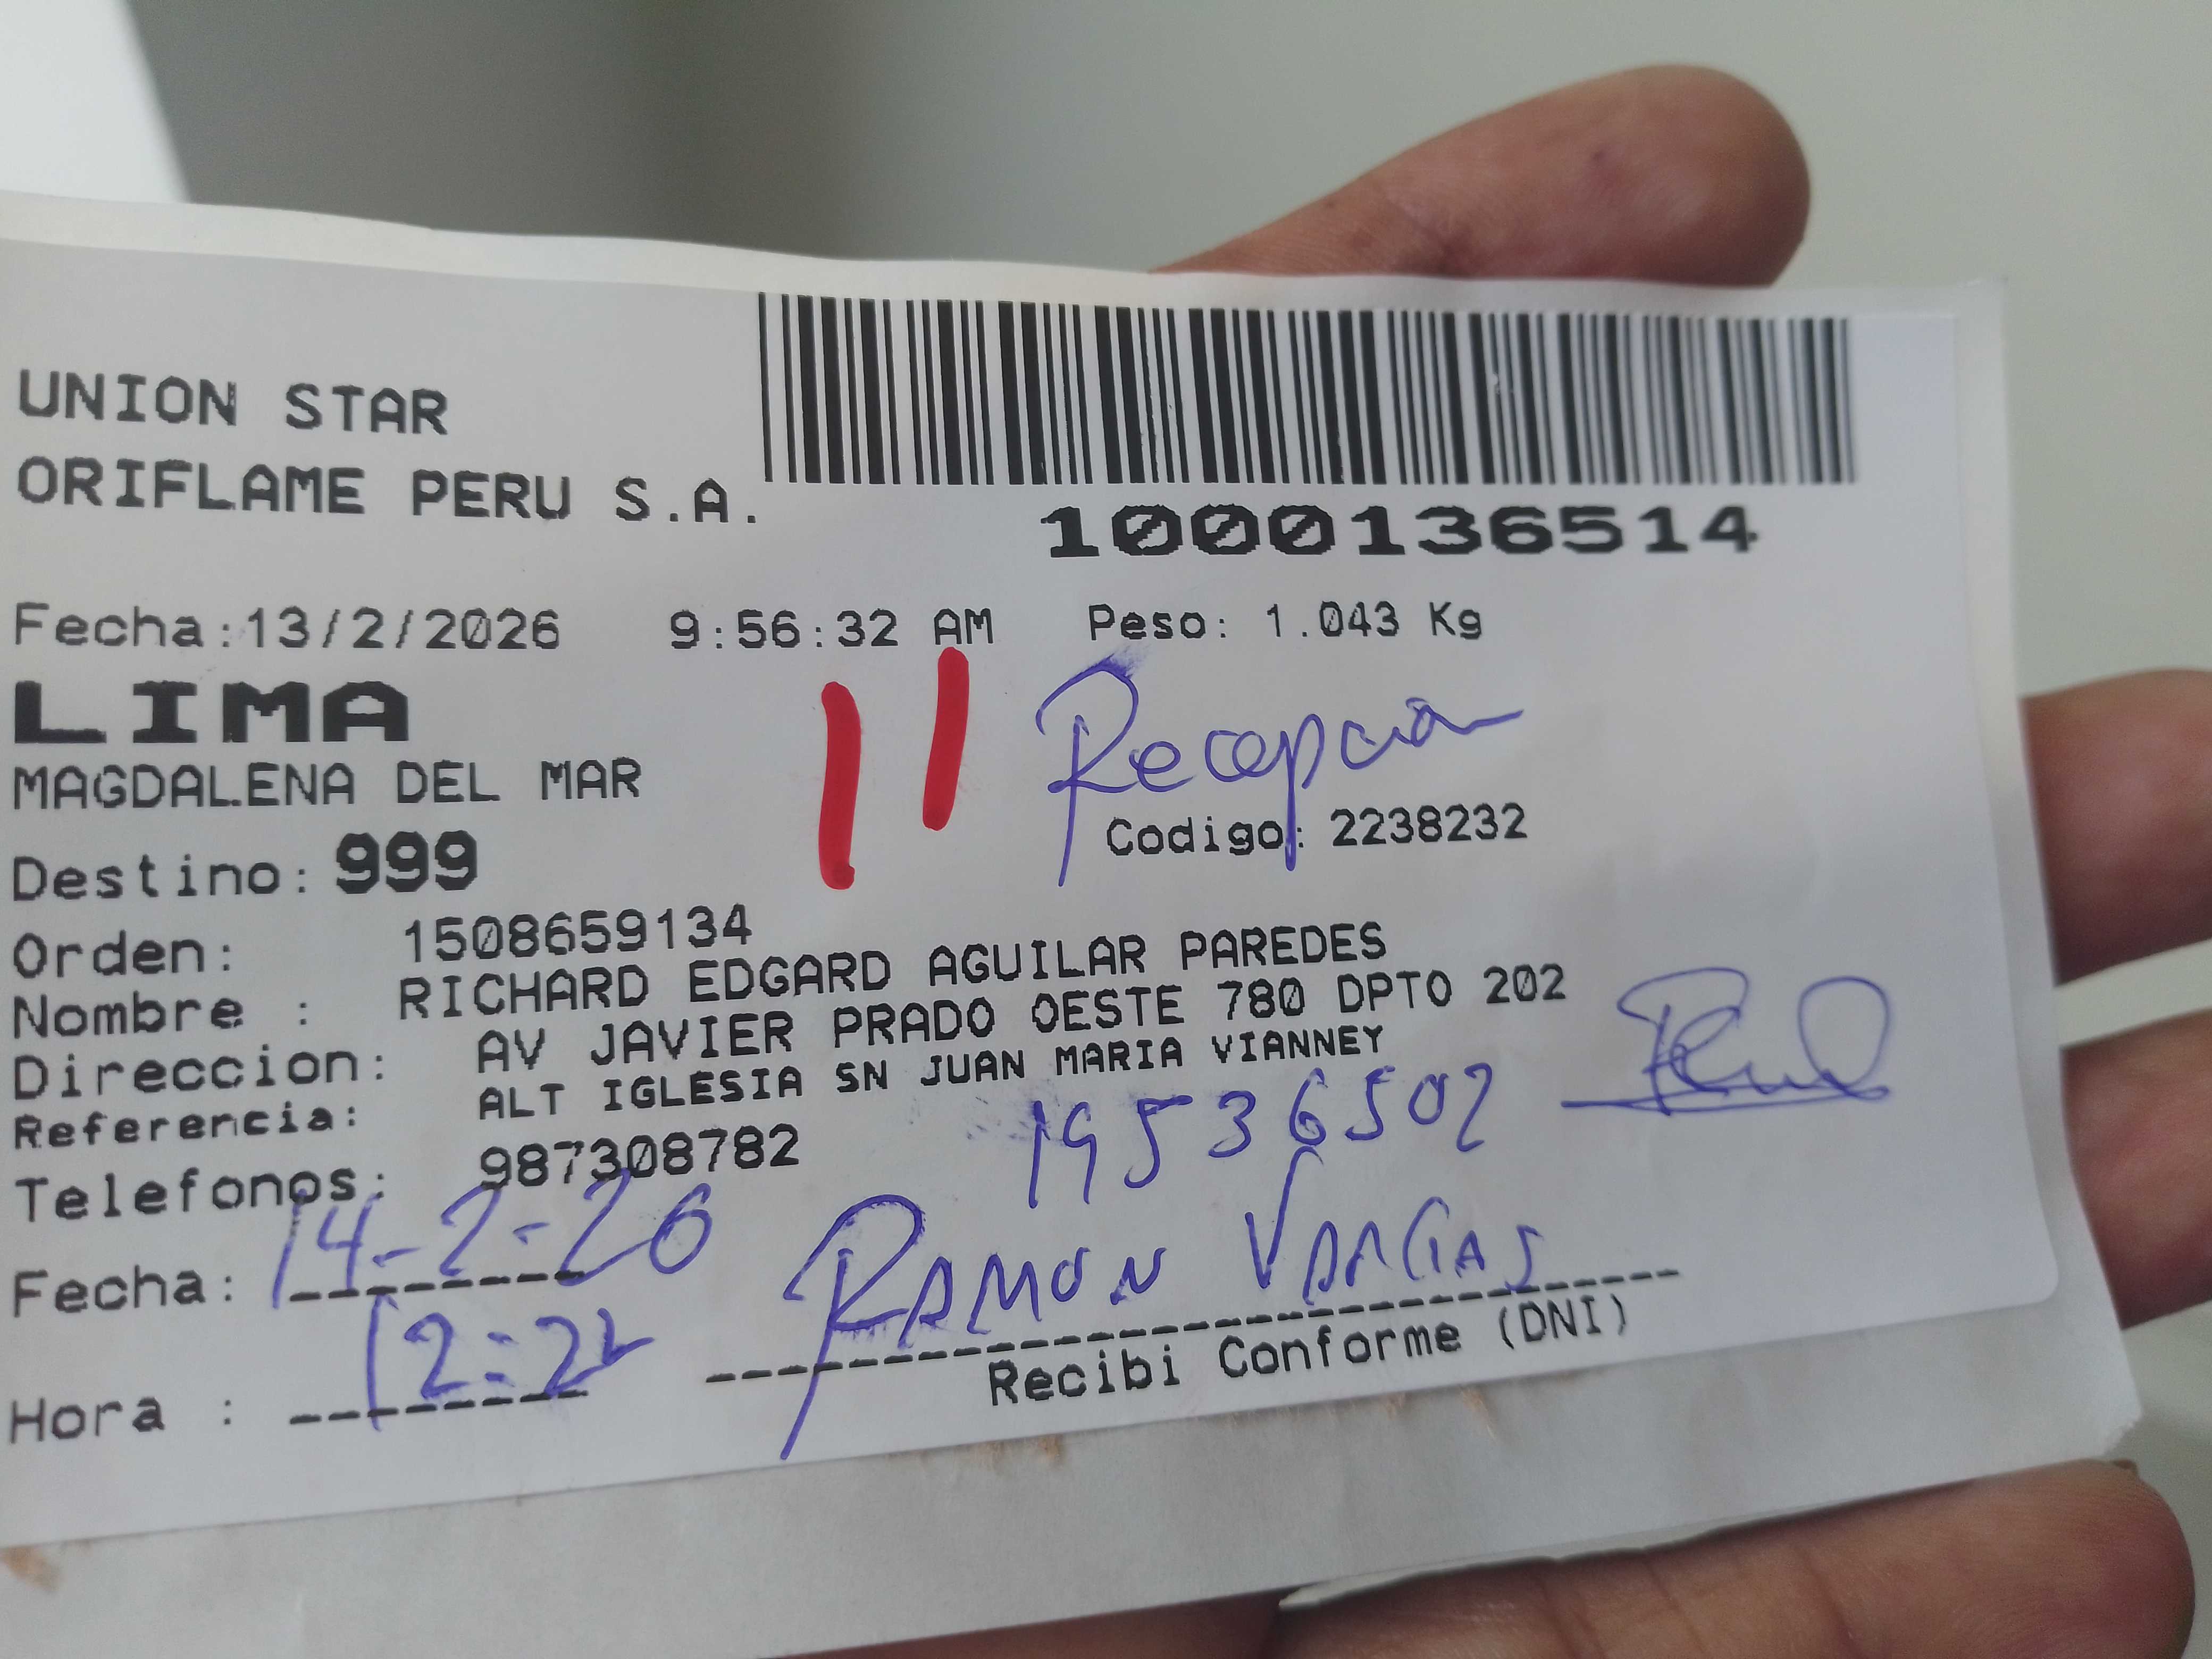 UNION STAR
ORIFLAME PERU S.A.
1000136514
Fecha:13/2/2026 9:56:32 AM Peso: 1.043 Kg
LIMA
Recepcion
MAGDALENA DEL MAR
Destino: 999 Codigo: 2238232
Orden: 1508659134
Nombre : RICHARD EDGARD AGUILAR PAREDES
Direccion: AV JAVIER PRADO OESTE 780 DPTO 202
Referencia: ALT IGLESIA SN JUAN MARIA VIANNEY
Telefonos: 987308782 19536502
Fecha: 14-2-26 RAMON VARGAS
Hora : 12:22 Recibi Conforme (DNI)